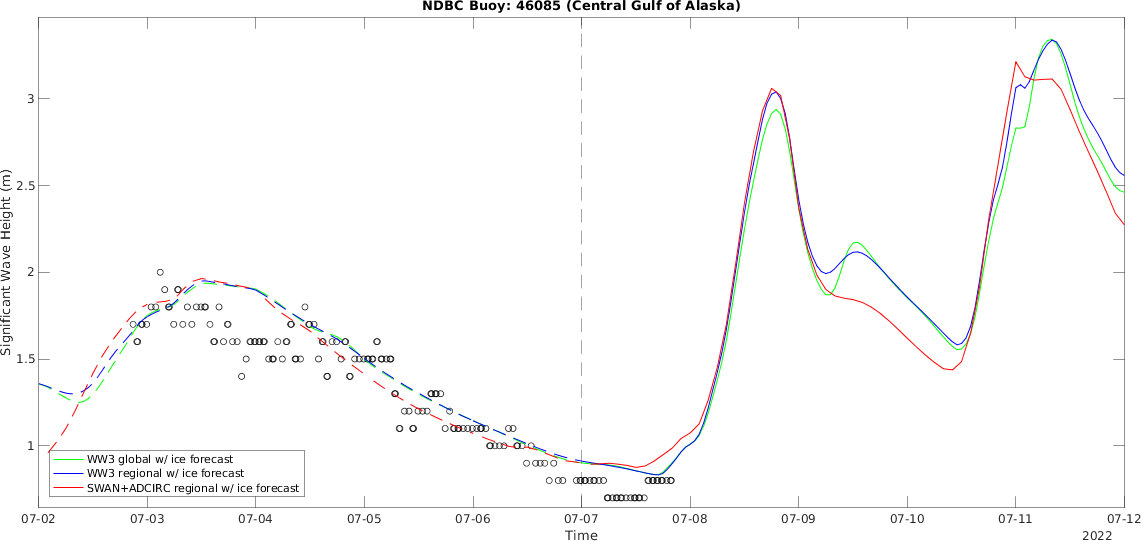 NDBC Buoy: 46085 (Central Gulf of Alaska)
Significant Wave Height (m)
3
2.5
2
1.5
1
WW3 global w/ ice forecast
WW3 regional w/ ice forecast
SWAN+ADCIRC regional w/ ice forecast
07-02 07-03 07-04 07-05 07-06 07-07 07-08 07-09 07-10 07-11 07-12
Time
2022